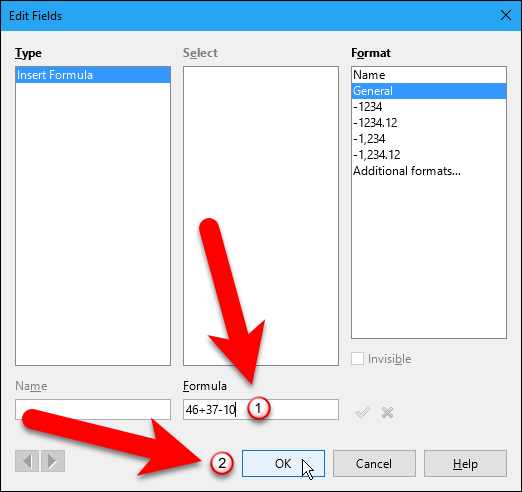 Edit Fields
Type
Select
Format
Insert Formula
Name
General
-1234
-1234.12
-1,234
-1,234.12
Additional formats...
Invisible
Name
Formula
46+37-10
1
2
OK
Cancel
Help